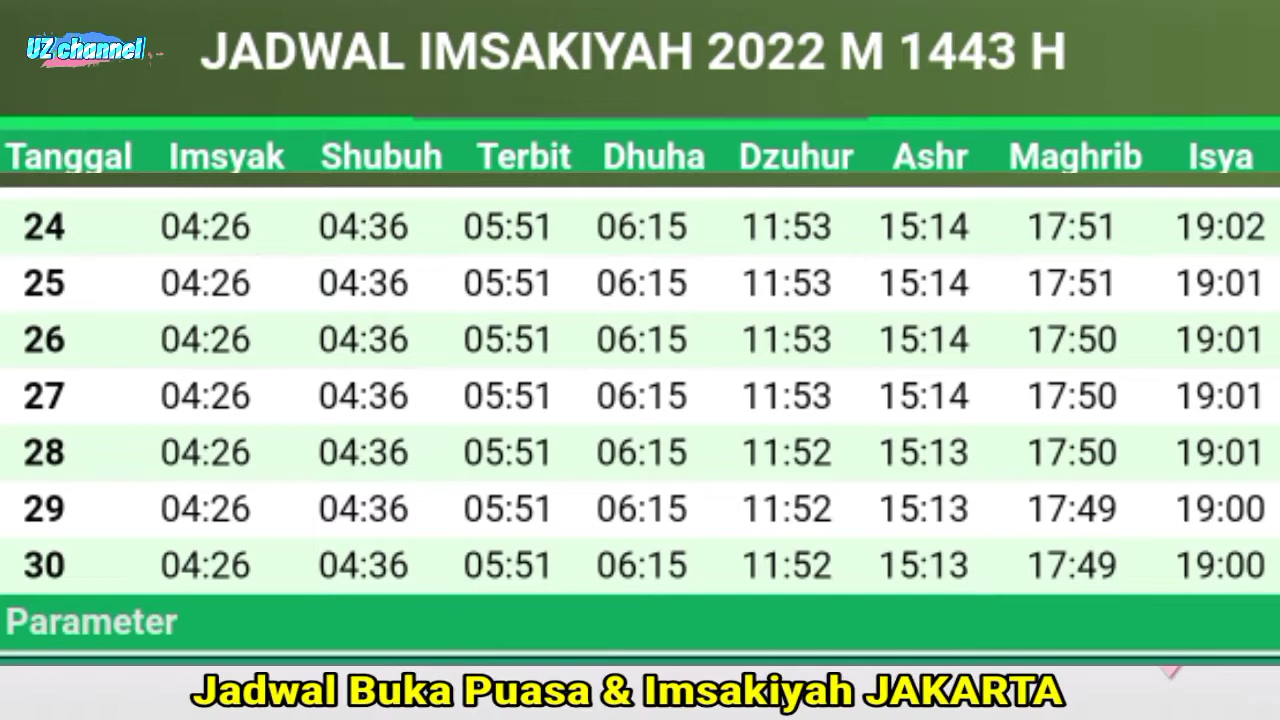 UZ channel
JADWAL IMSAKIYAH 2022 M 1443 H
Tanggal Imsyak Shubuh Terbit Dhuha Dzuhur Ashr Maghrib Isya
24 04:26 04:36 05:51 06:15 11:53 15:14 17:51 19:02
25 04:26 04:36 05:51 06:15 11:53 15:14 17:51 19:01
26 04:26 04:36 05:51 06:15 11:53 15:14 17:50 19:01
27 04:26 04:36 05:51 06:15 11:53 15:14 17:50 19:01
28 04:26 04:36 05:51 06:15 11:52 15:13 17:50 19:01
29 04:26 04:36 05:51 06:15 11:52 15:13 17:49 19:00
30 04:26 04:36 05:51 06:15 11:52 15:13 17:49 19:00
Parameter
Jadwal Buka Puasa & Imsakiyah JAKARTA